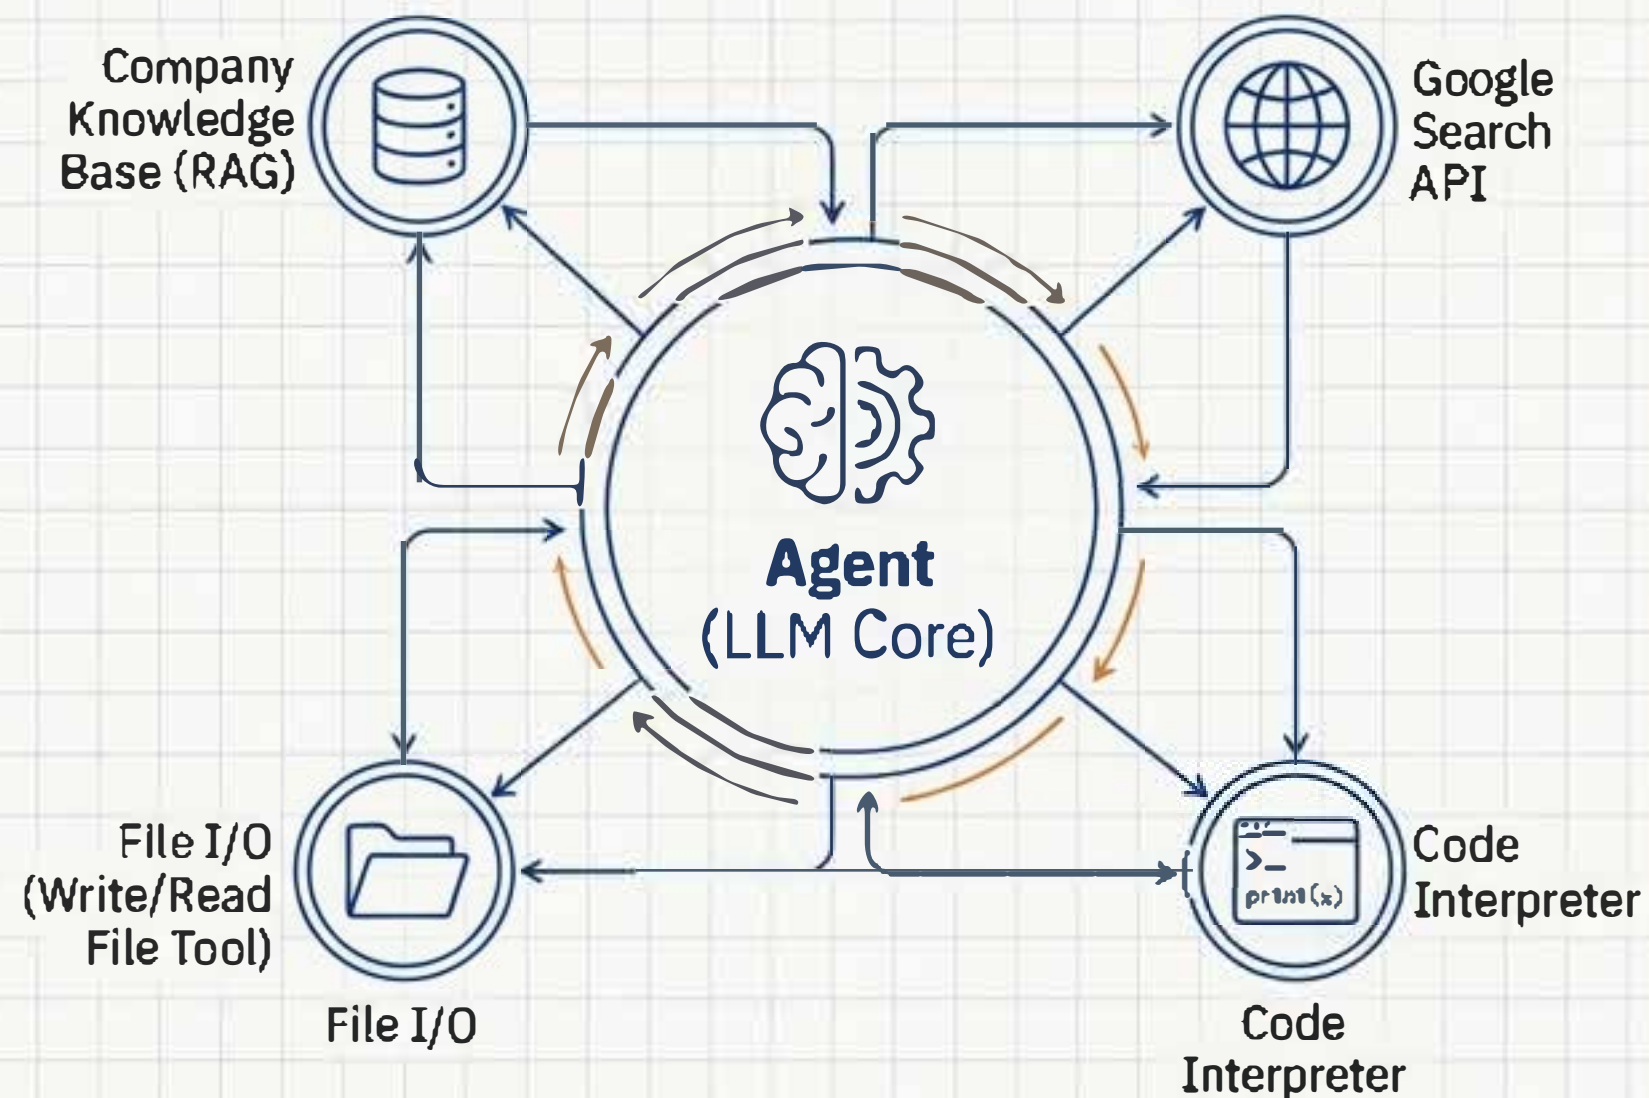 Company
Knowledge
Base (RAG)
Google
Search
API
Agent
(LLM Core)
File I/O
(Write/Read
File Tool)
File I/O
>_
print(x)
Code
Interpreter
Code
Interpreter